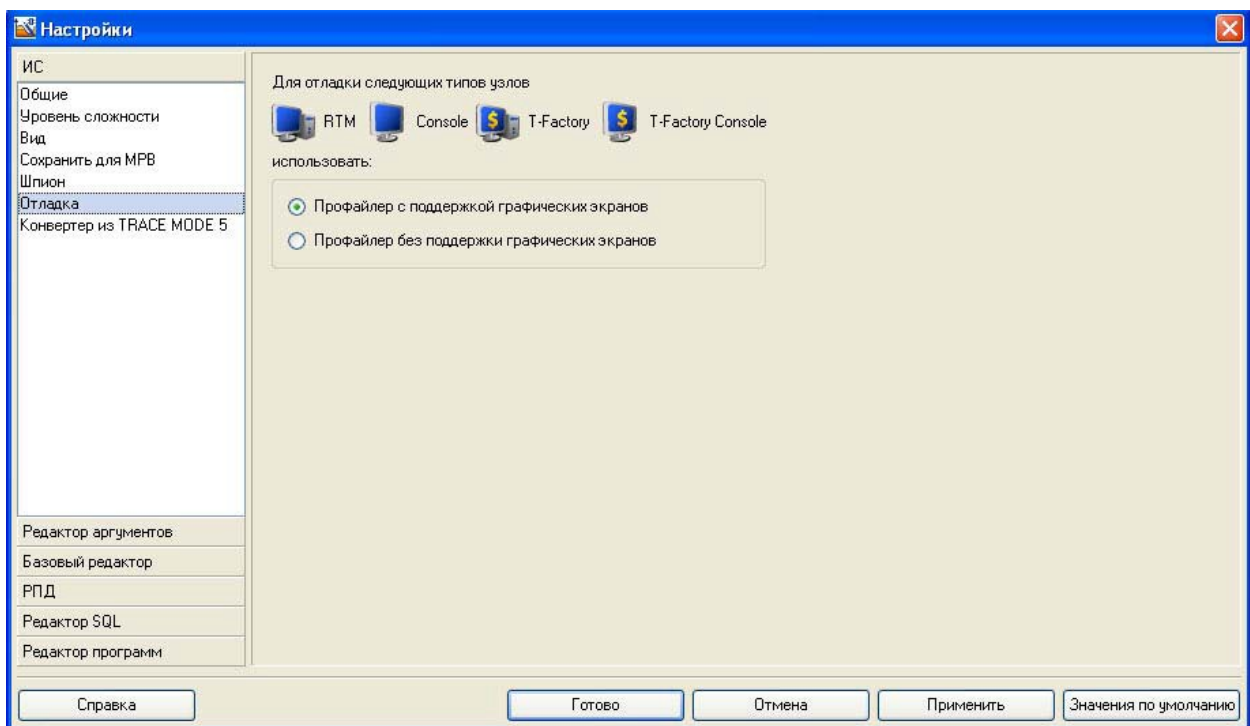 Настройки
ИС
Общие
Уровень сложности
Вид
Сохранить для МРВ
Шпион
Отладка
Конвертер из TRACE MODE 5
Редактор аргументов
Базовый редактор
РПД
Редактор SQL
Редактор программ
Для отладки следующих типов узлов
RTM Console T-Factory T-Factory Console
использовать:
Профайлер с поддержкой графических экранов
Профайлер без поддержки графических экранов
Справка Готово Отмена Применить Значения по умолчанию